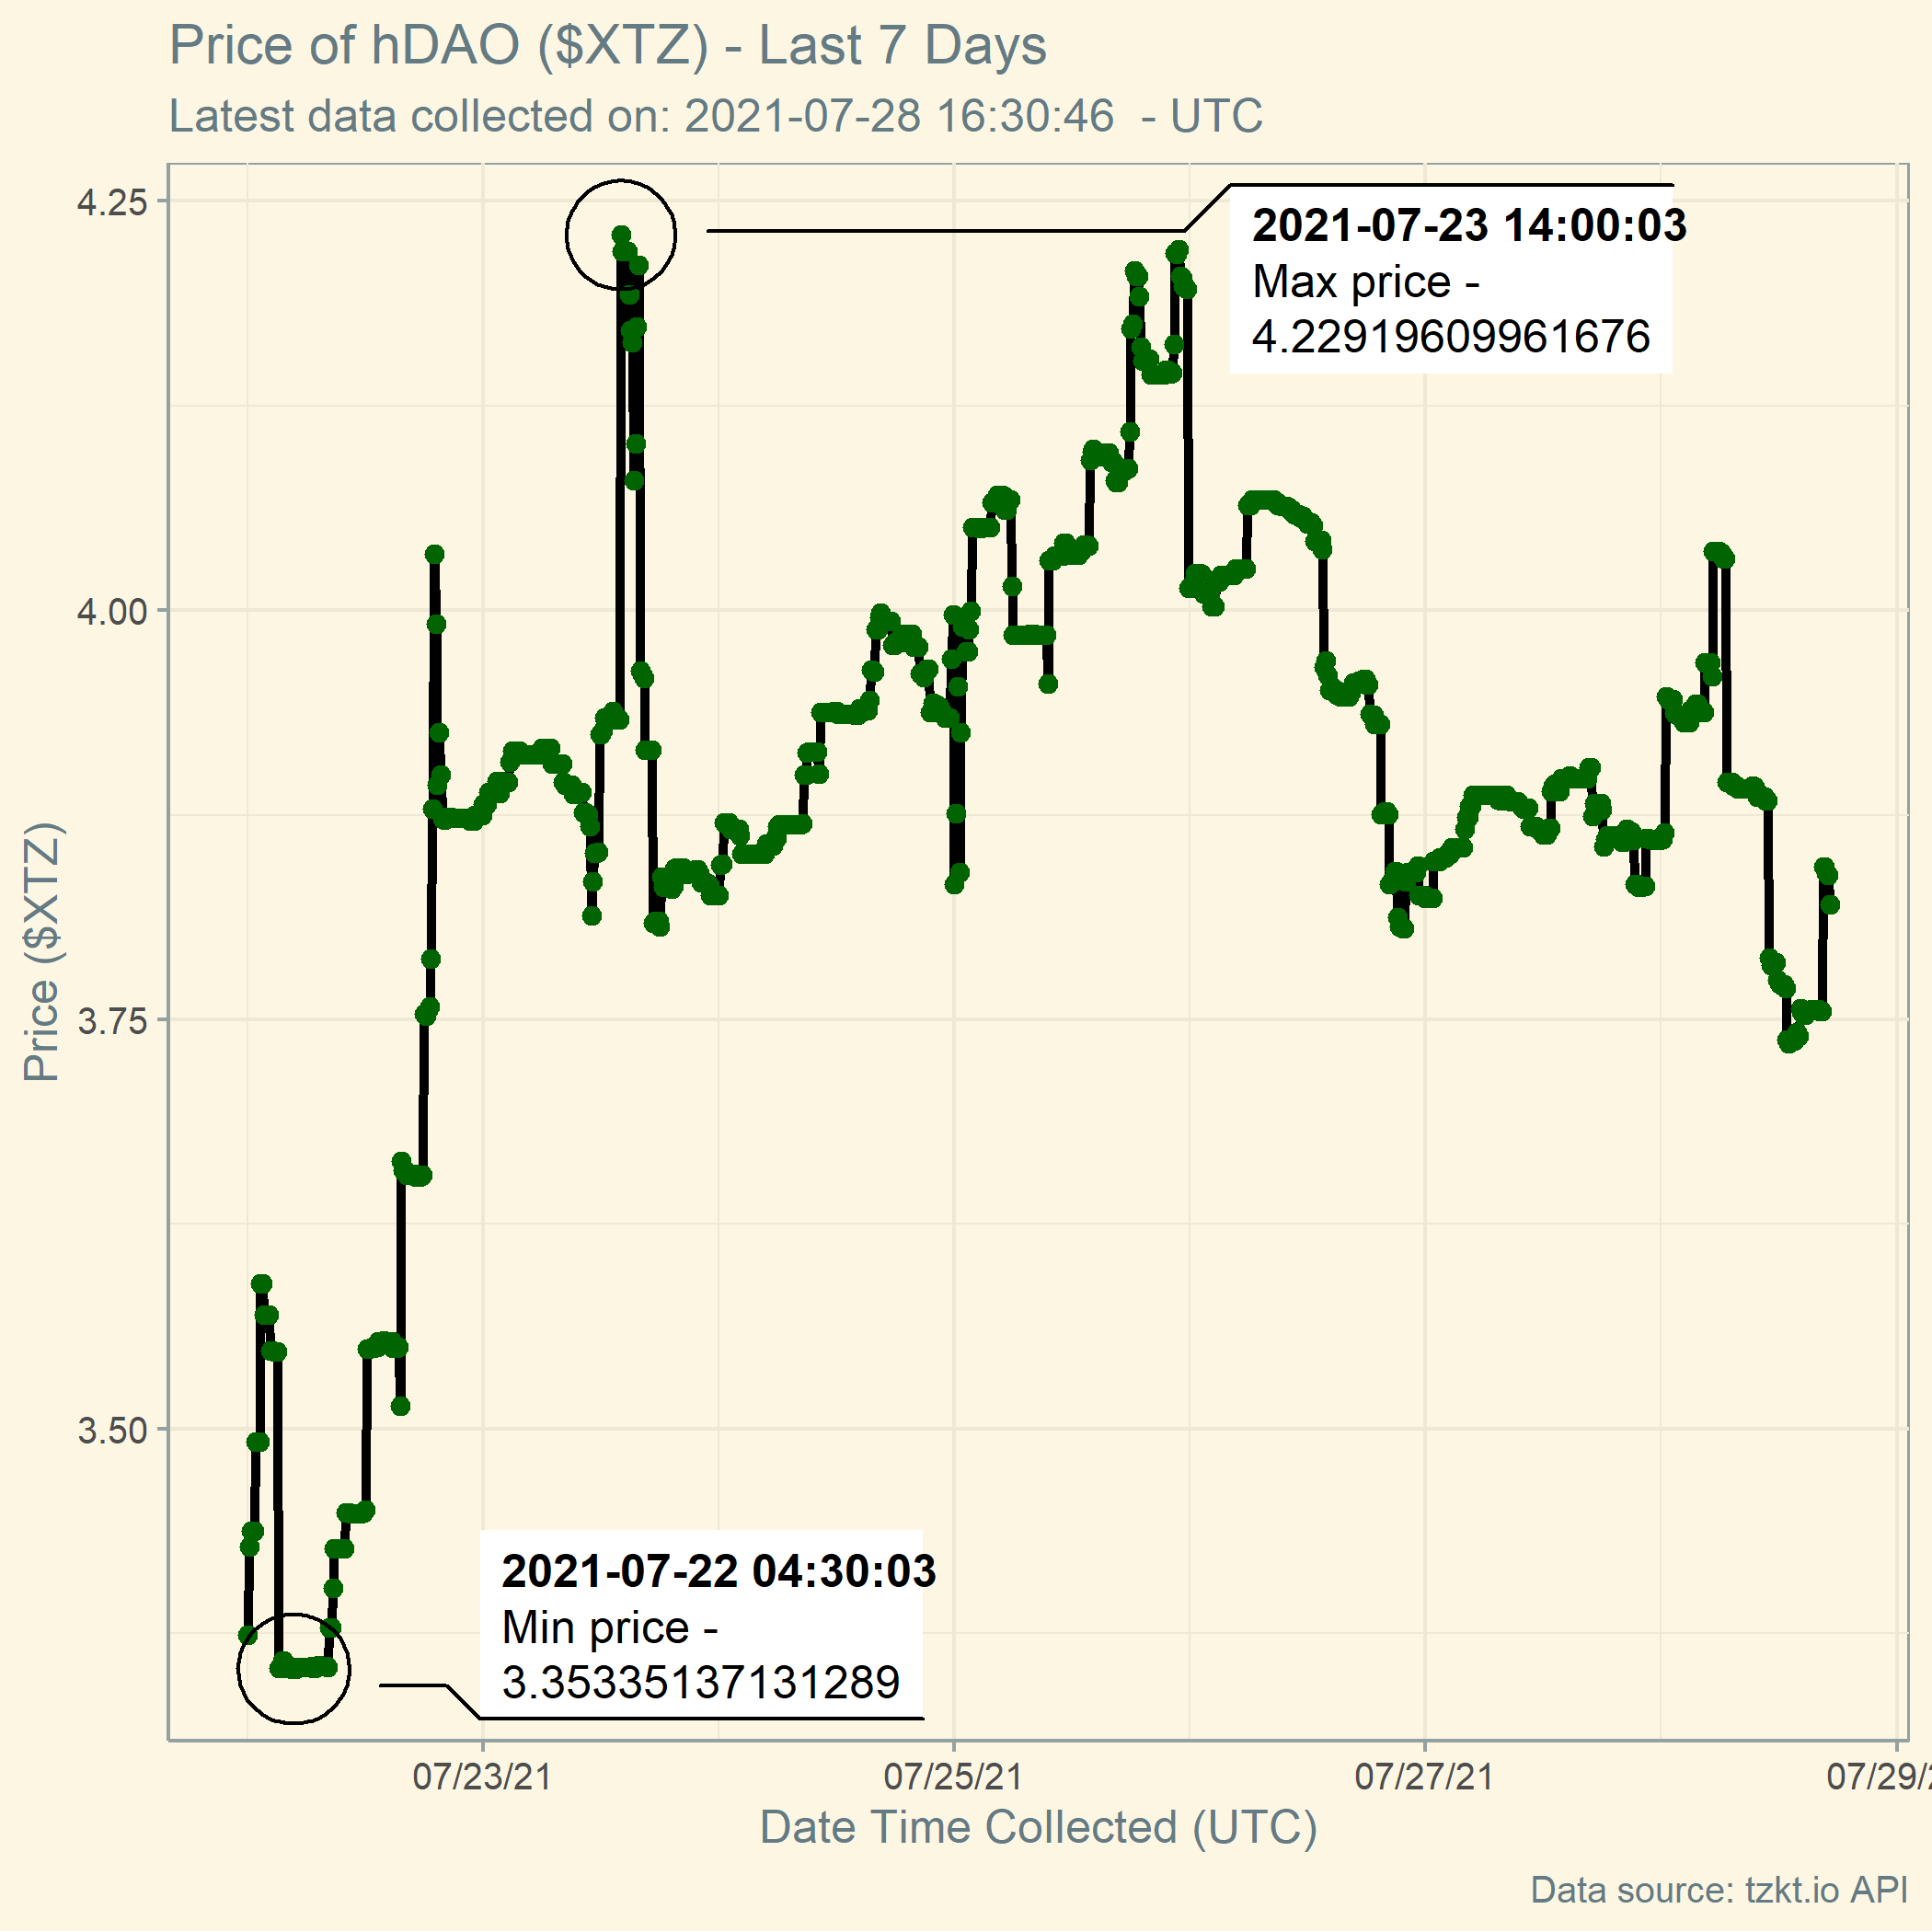 Price of hDAO ($XTZ) - Last 7 Days
Latest data collected on: 2021-07-28 16:30:46  - UTC
4.25
4.00
3.75
3.50
Price ($XTZ)
2021-07-23 14:00:03
Max price -
4.22919609961676
2021-07-22 04:30:03
Min price -
3.35335137131289
07/23/21
07/25/21
07/27/21
07/29/2
Date Time Collected (UTC)
Data source: tzkt.io API